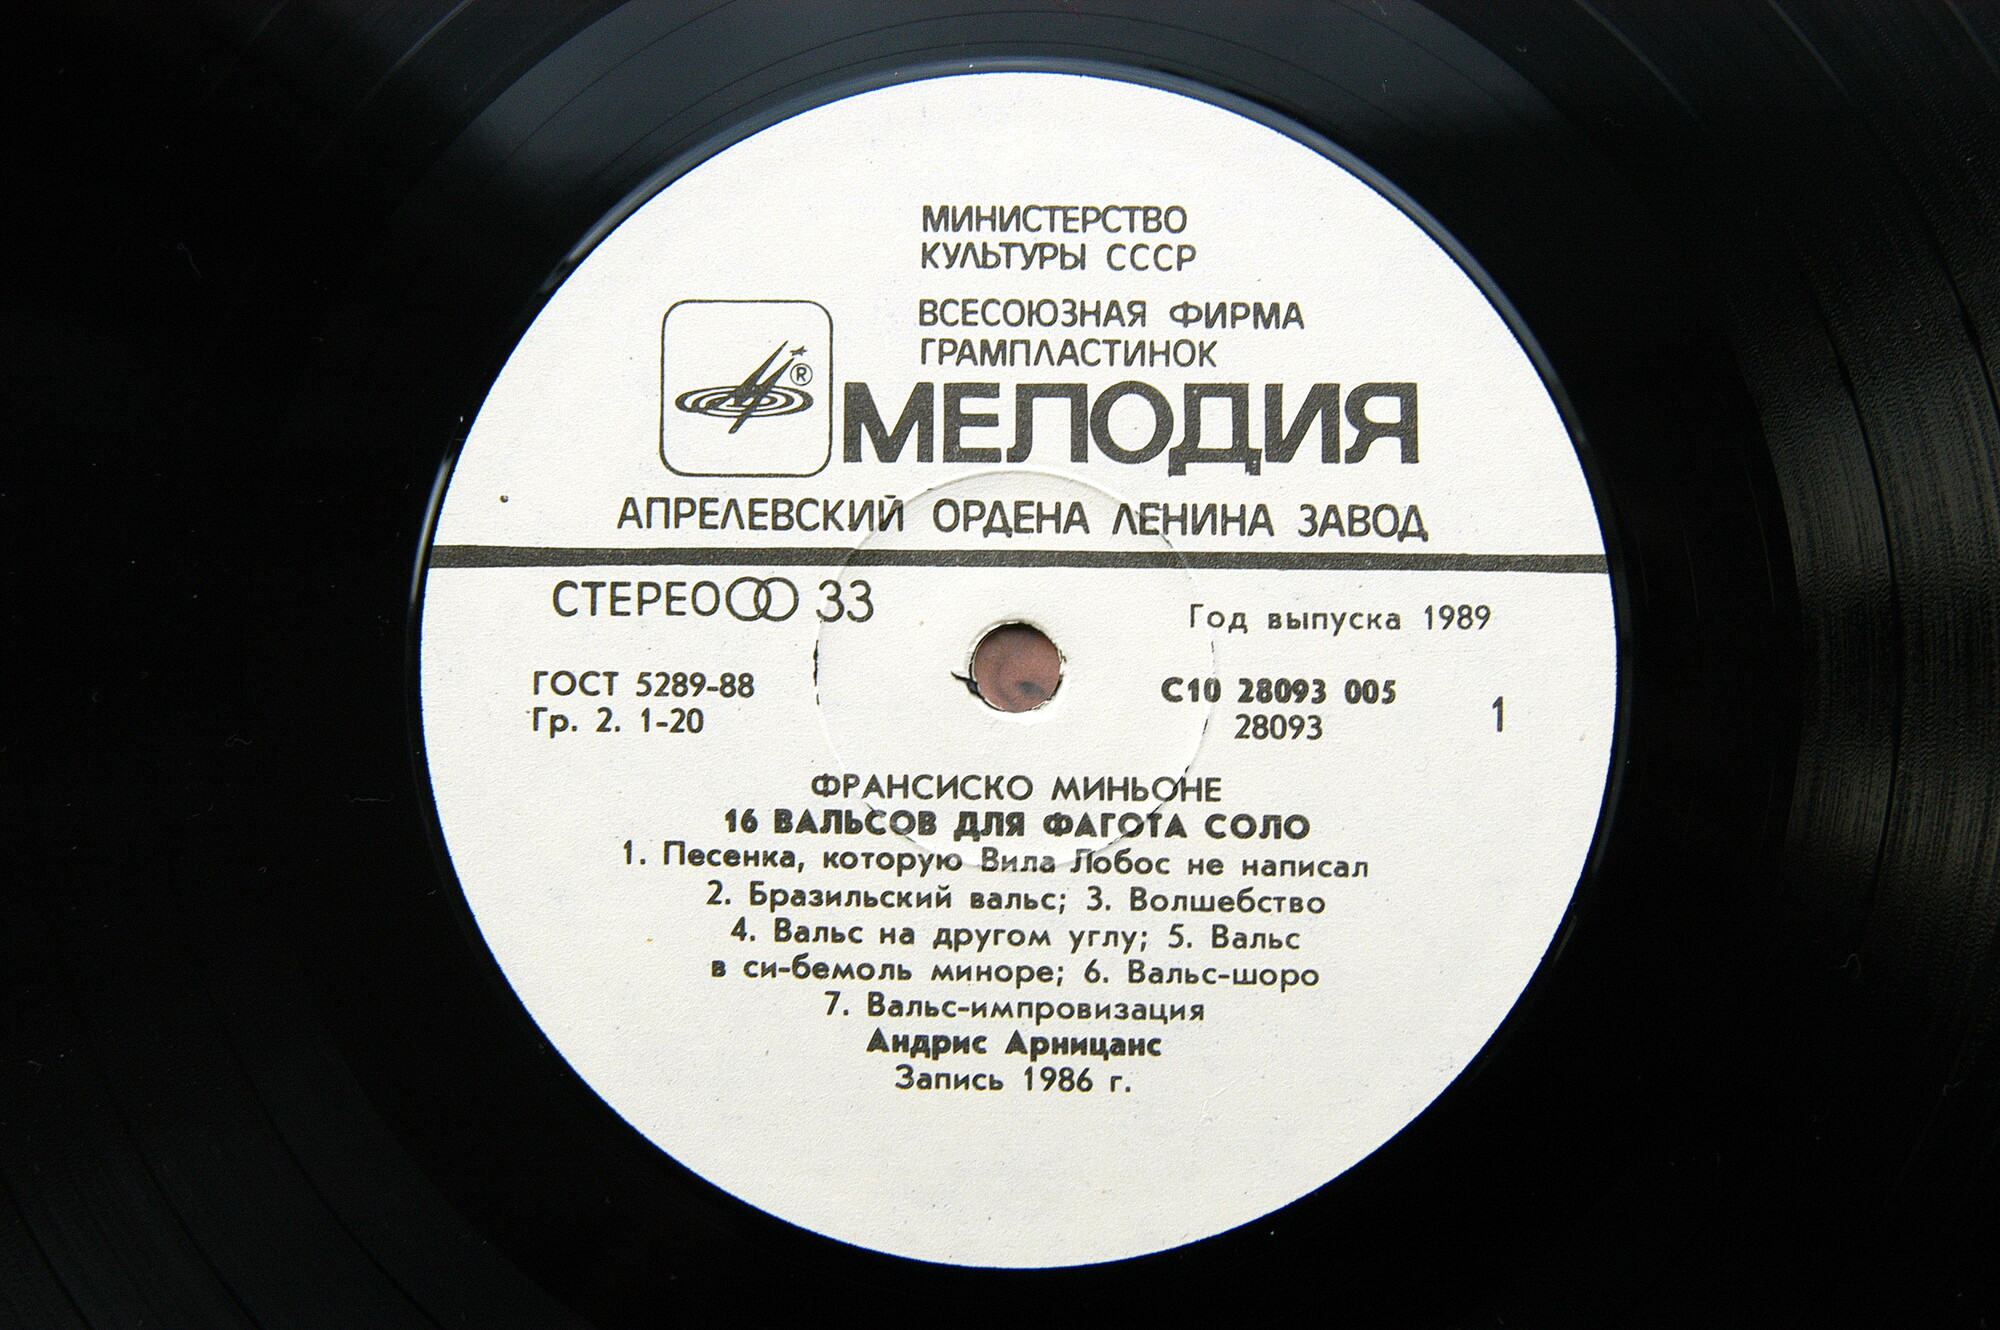 МИНИСТЕРСТВО
КУЛЬТУРЫ СССР
ВСЕСОЮЗНАЯ ФИРМА
ГРАМПЛАСТИНОК
®
МЕЛОДИЯ
АПРЕЛЕВСКИЙ ОРДЕНА ЛЕНИНА ЗАВОД
СТЕРЕО 33
Год выпуска 1989
ГОСТ 5289-88
Гр. 2. 1-20
С10 28093 005
28093
1
ФРАНСИСКО МИНЬОНЕ
16 ВАЛЬСОВ ДЛЯ ФАГОТА СОЛО
1. Песенка, которую Вила Лобос не написал
2. Бразильский вальс; 3. Волшебство
4. Вальс на другом углу; 5. Вальс
в си-бемоль миноре; 6. Вальс-шоро
7. Вальс-импровизация
Андрис Арницанс
Запись 1986 г.